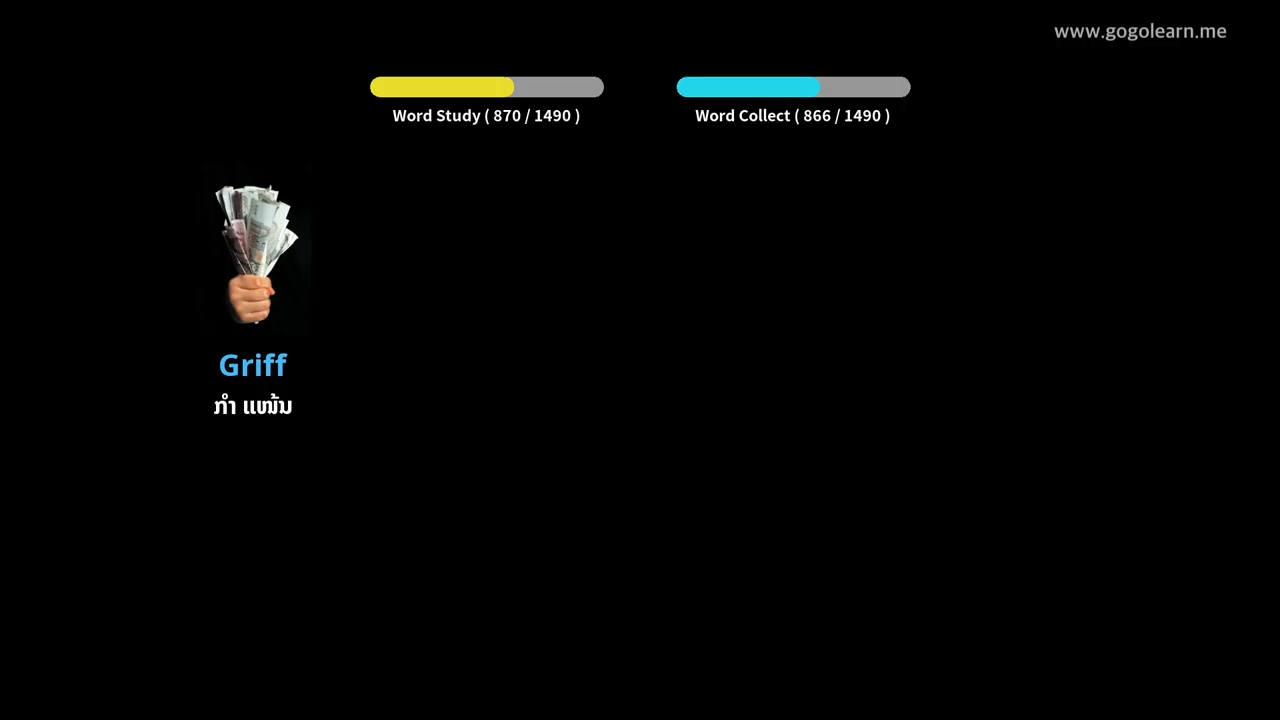 www.gogolearn.me
Word Study ( 870 / 1490 )
Word Collect ( 866 / 1490 )
Griff
ກຳ ແໜ້ນ